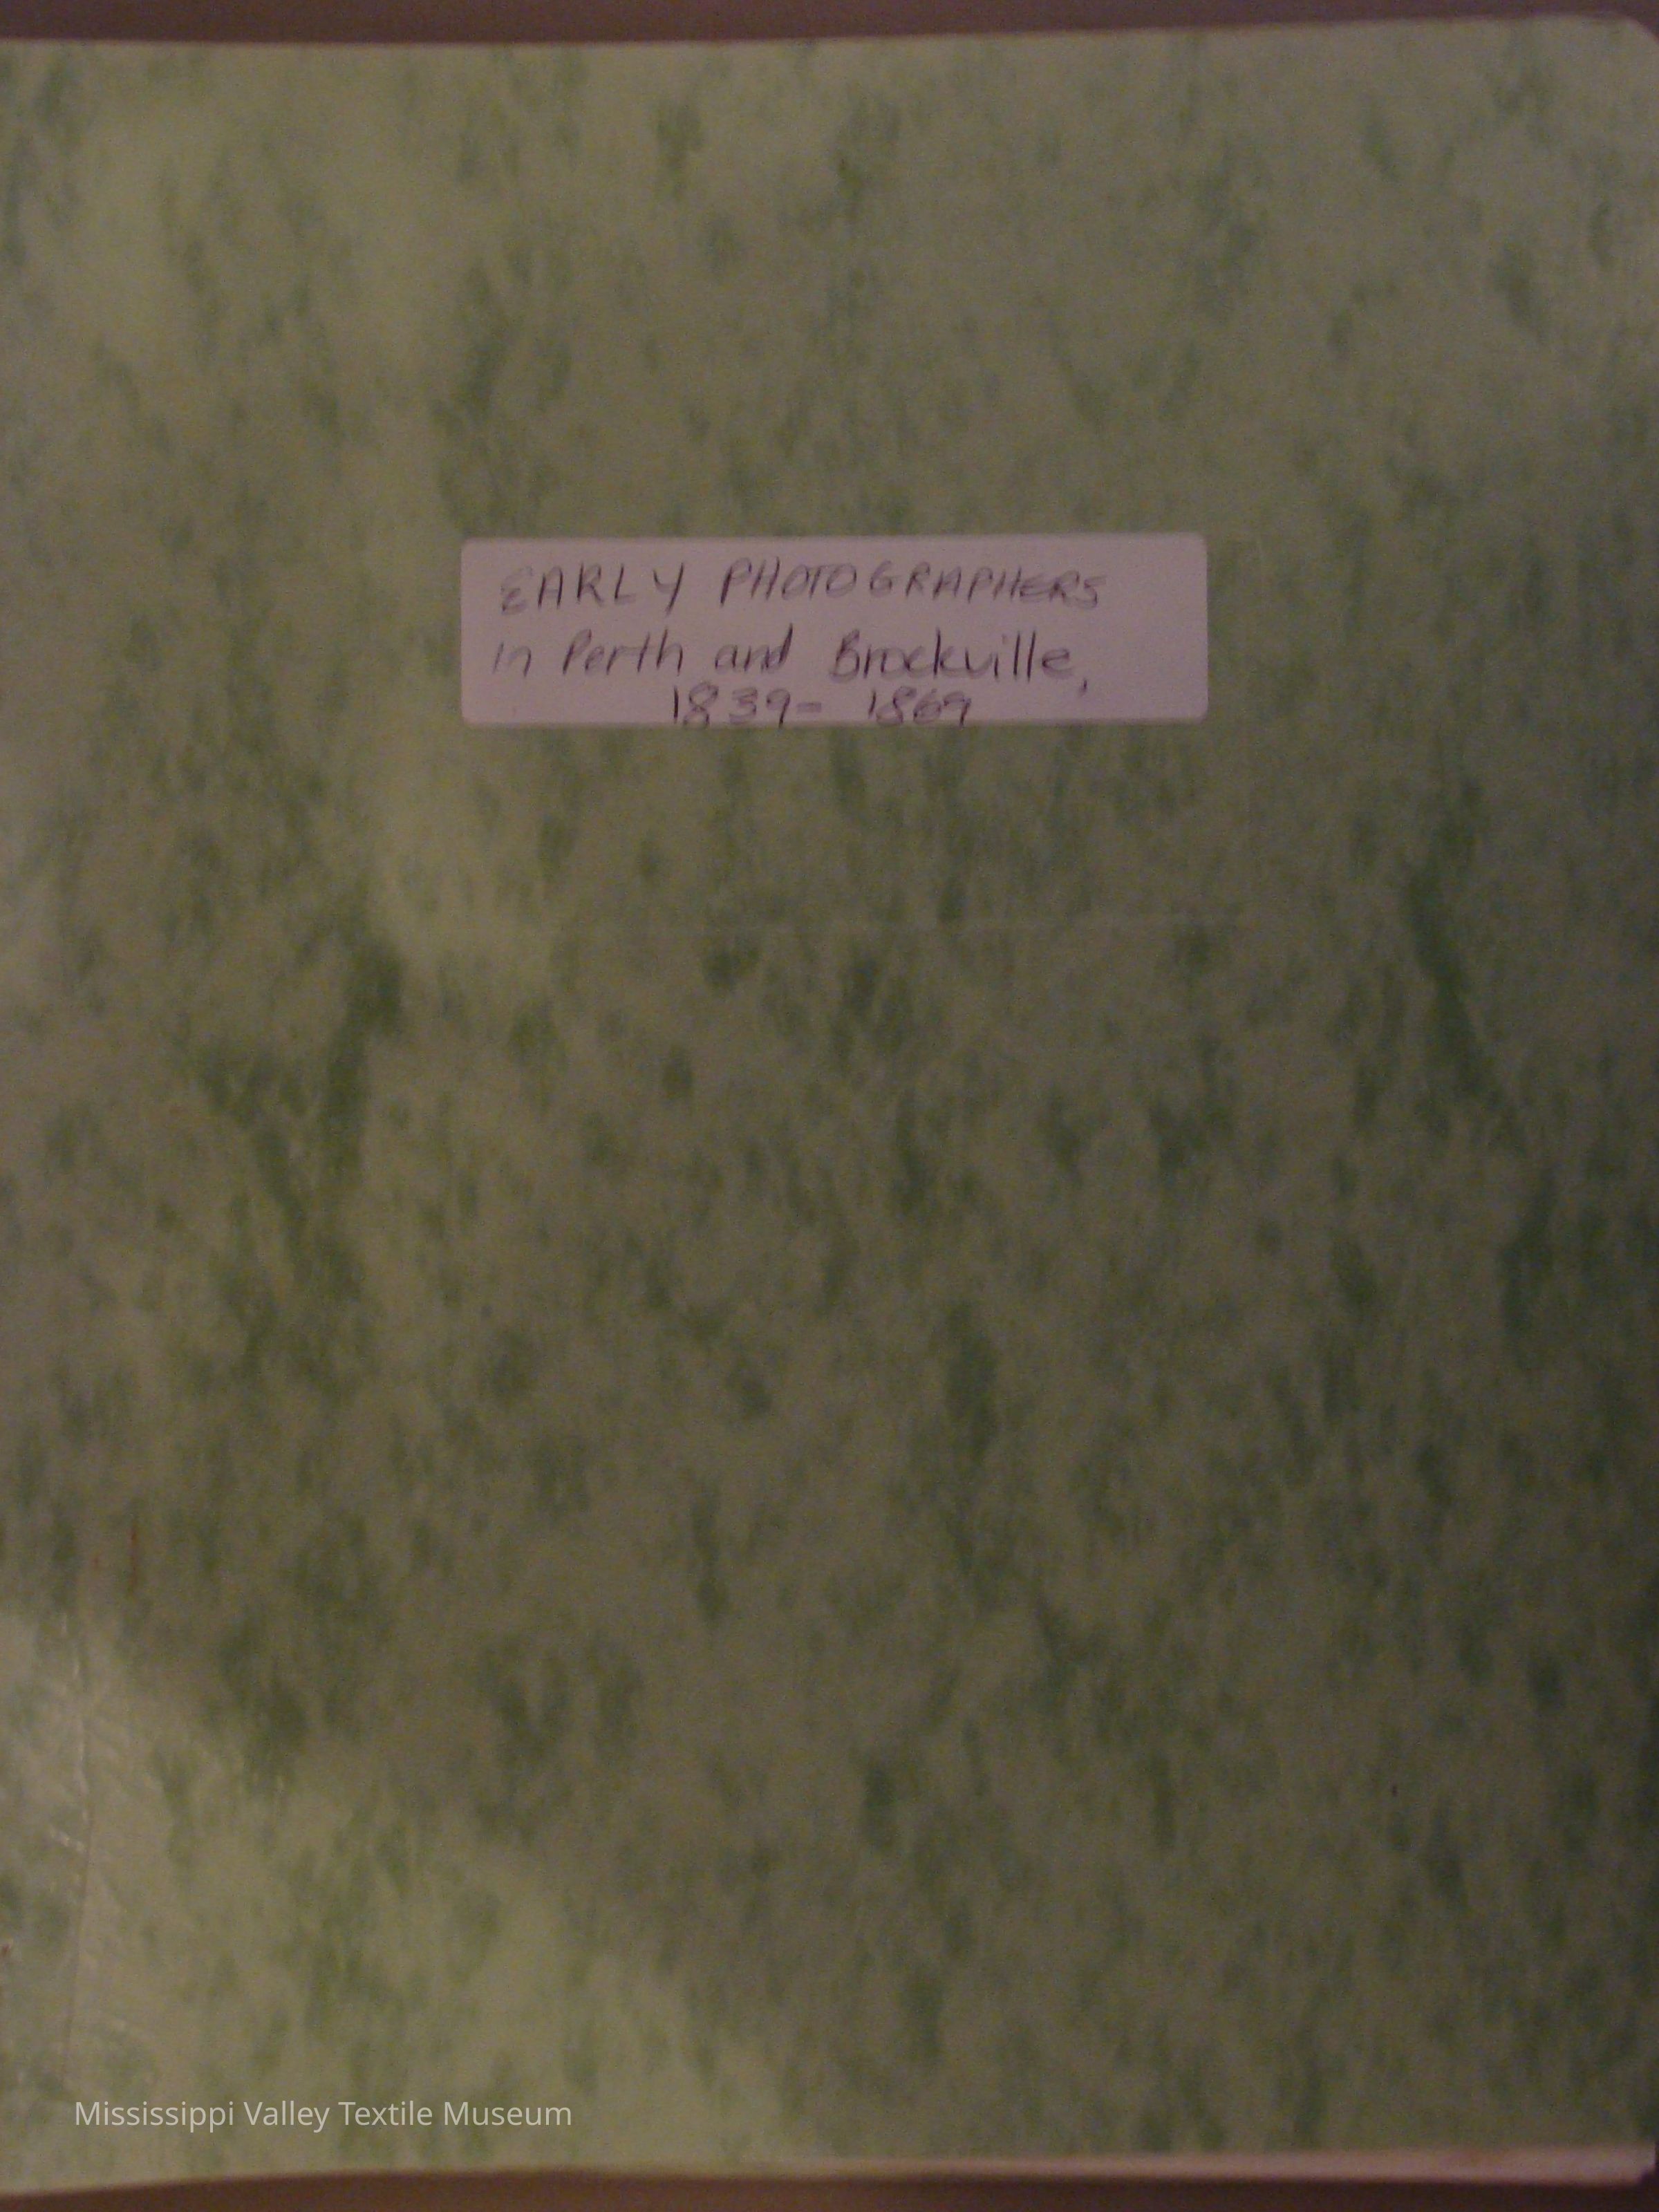 EARLY PHOTOGRAPHERS
in Perth and Brockville,
1839- 1869
Mississippi Valley Textile Museum